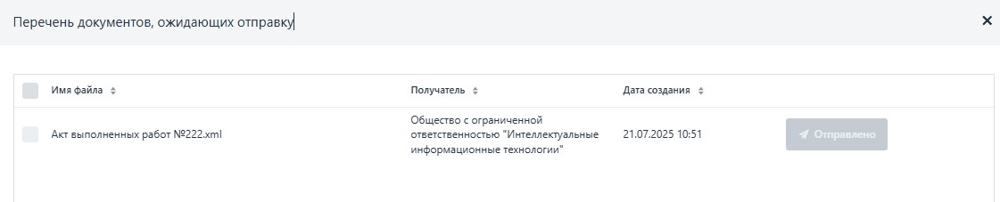 Перечень документов, ожидающих отправку
Имя файла Получатель Дата создания
Общество с ограниченной
Акт выполненных работ №222.xml ответственностью "Интеллектуальные 21.07.2025 10:51 Отправлено
информационные технологии"